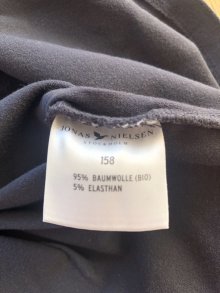 JONAS NIELSEN
STOCKHOLM
158
95% BAUMWOLLE (BIO)
5% ELASTHAN